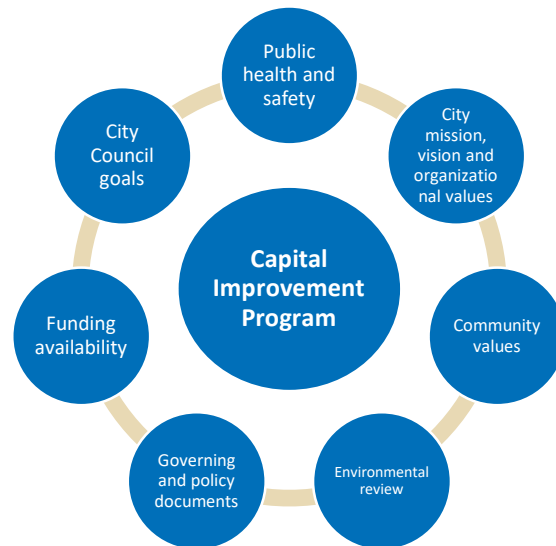 Public
health and
safety
City
mission,
vision and
organizatio
nal values
Community
values
Environmental
review
Governing
and policy
documents
Funding
availability
City
Council
goals
Capital
Improvement
Program